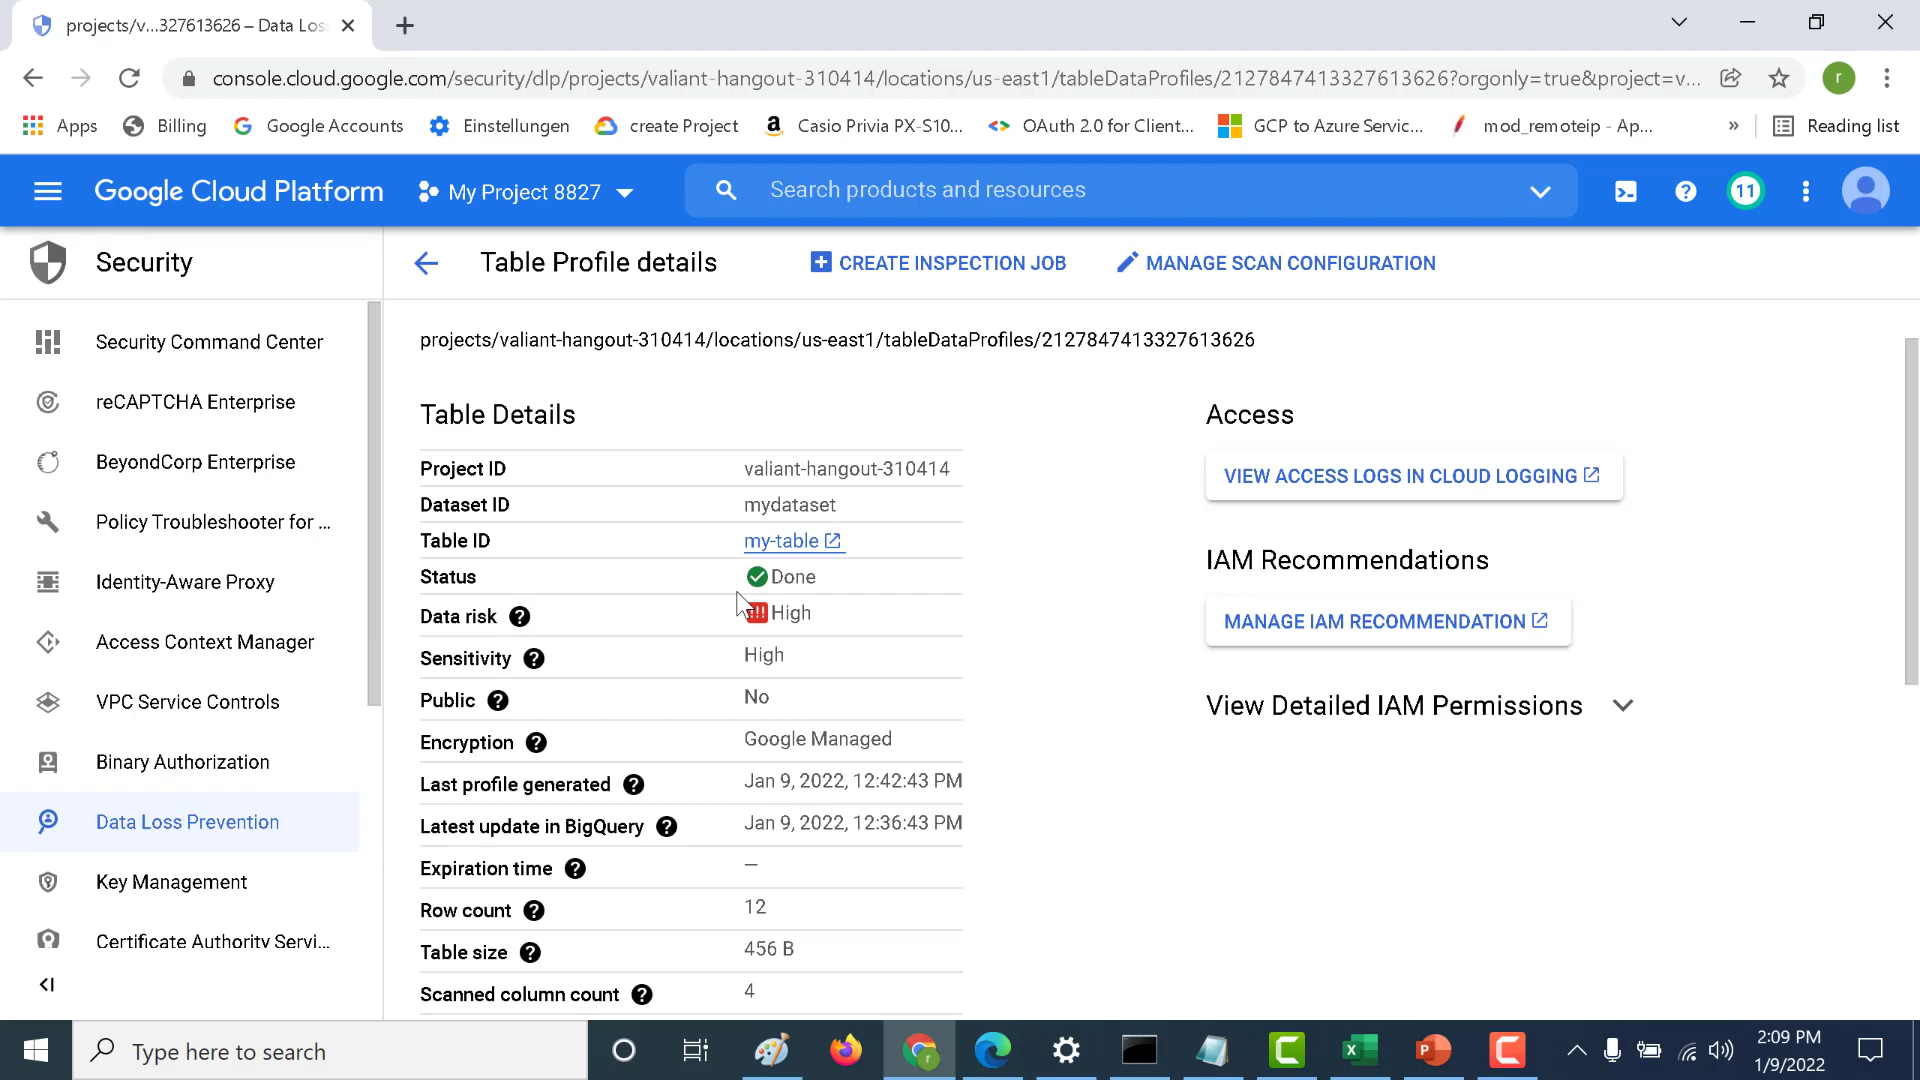 projects/v...327613626 – Data Los
console.cloud.google.com/security/dlp/projects/valiant-hangout-310414/locations/us-east1/tableDataProfiles/2127847413327613626?orgonly=true&project=v...
r
Apps
Billing
Google Accounts
Einstellungen
create Project
Casio Privia PX-S10...
OAuth 2.0 for Client...
GCP to Azure Servic...
mod_remoteip - Ap...
»
Reading list
Google Cloud Platform
My Project 8827
Search products and resources
11
Security
Table Profile details
CREATE INSPECTION JOB
MANAGE SCAN CONFIGURATION
Security Command Center
reCAPTCHA Enterprise
BeyondCorp Enterprise
Policy Troubleshooter for ...
Identity-Aware Proxy
Access Context Manager
VPC Service Controls
Binary Authorization
Data Loss Prevention
Key Management
Certificate Authority Servi...
projects/valiant-hangout-310414/locations/us-east1/tableDataProfiles/2127847413327613626
Table Details
Project ID valiant-hangout-310414
Dataset ID mydataset
Table ID my-table
Status Done
Data risk High
Sensitivity High
Public No
Encryption Google Managed
Last profile generated Jan 9, 2022, 12:42:43 PM
Latest update in BigQuery Jan 9, 2022, 12:36:43 PM
Expiration time —
Row count 12
Table size 456 B
Scanned column count 4
Access
VIEW ACCESS LOGS IN CLOUD LOGGING
IAM Recommendations
MANAGE IAM RECOMMENDATION
View Detailed IAM Permissions
Type here to search
2:09 PM
1/9/2022